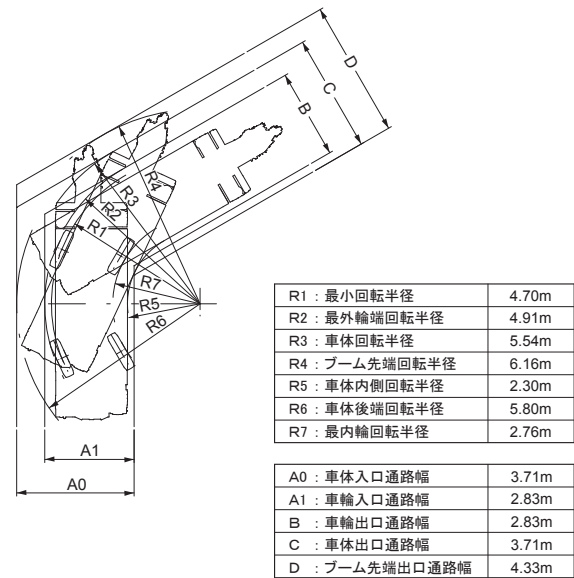 D
C
B
R4
R3
R2
R1
R7
R5
R6
A1
A0
R1 : 最小回転半径 4.70m
R2 : 最外輪端回転半径 4.91m
R3 : 車体回転半径 5.54m
R4 : ブーム先端回転半径 6.16m
R5 : 車体内側回転半径 2.30m
R6 : 車体後端回転半径 5.80m
R7 : 最内輪回転半径 2.76m
A0 : 車体入口通路幅 3.71m
A1 : 車輪入口通路幅 2.83m
B : 車輪出口通路幅 2.83m
C : 車体出口通路幅 3.71m
D : ブーム先端出口通路幅 4.33m